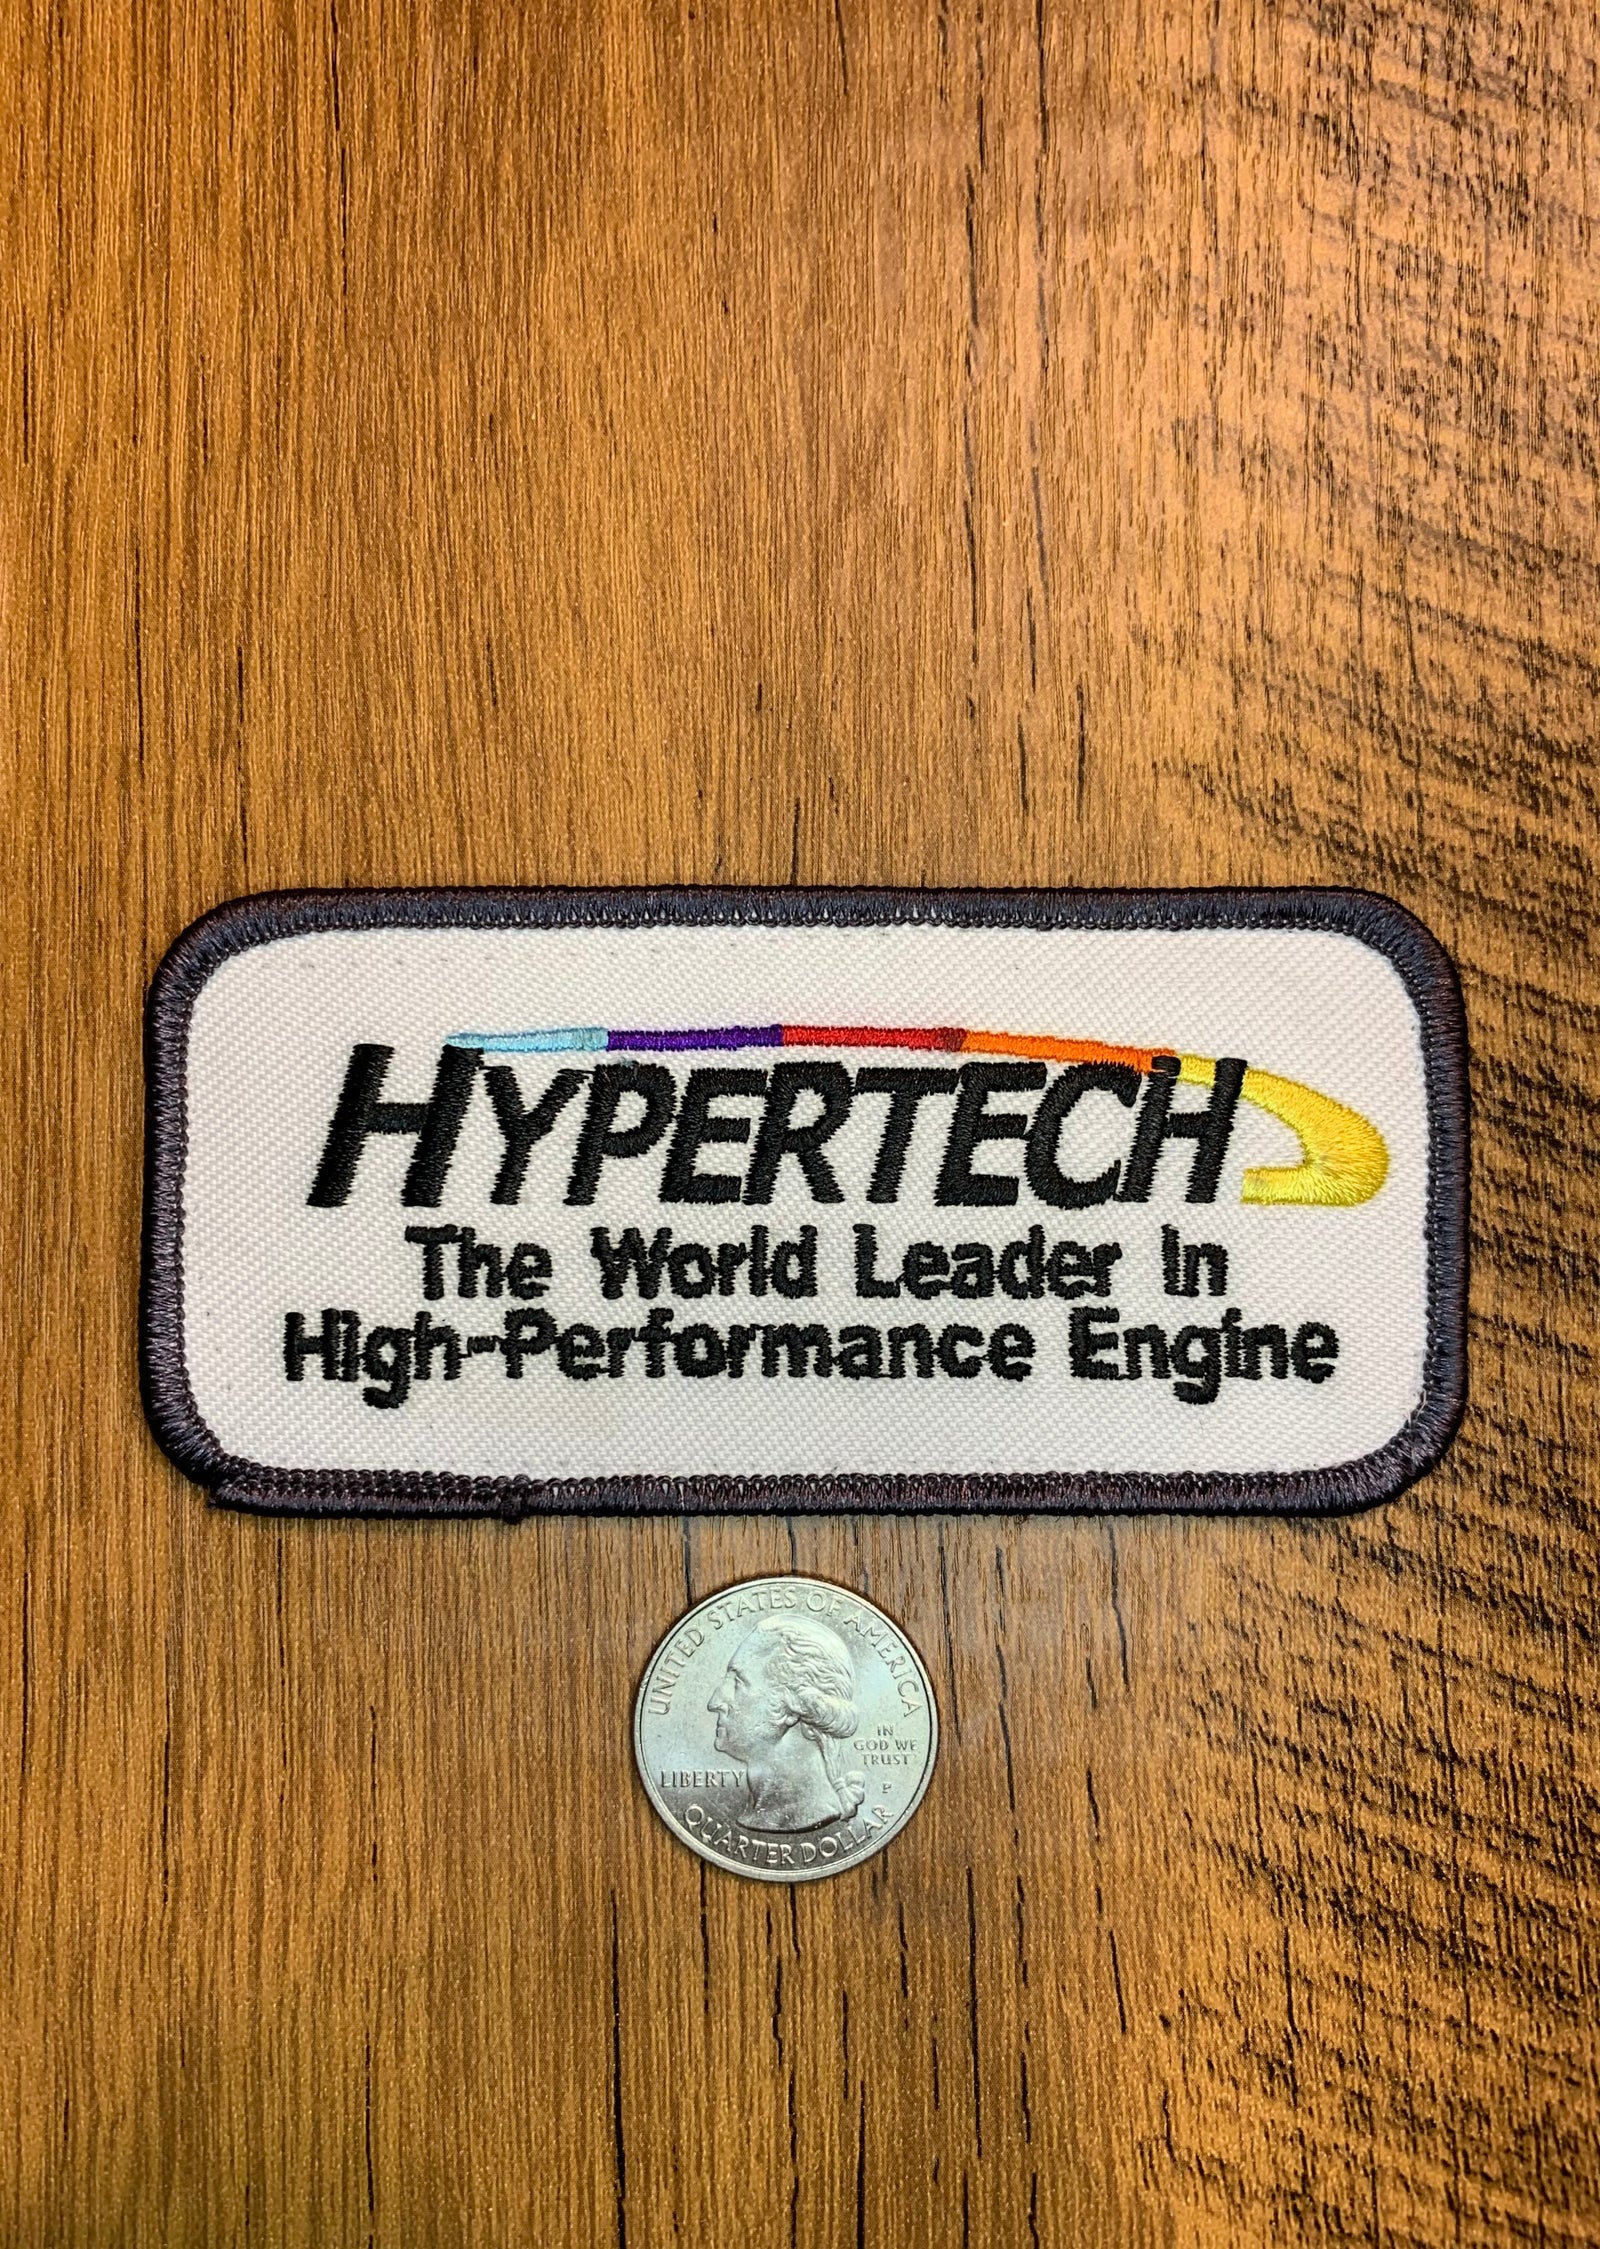 HYPERTECH
The World Leader In
High-Performance Engine
UNITED STATES OF AMERICA
IN
GOD WE
TRUST
LIBERTY
P
QUARTER DOLLAR